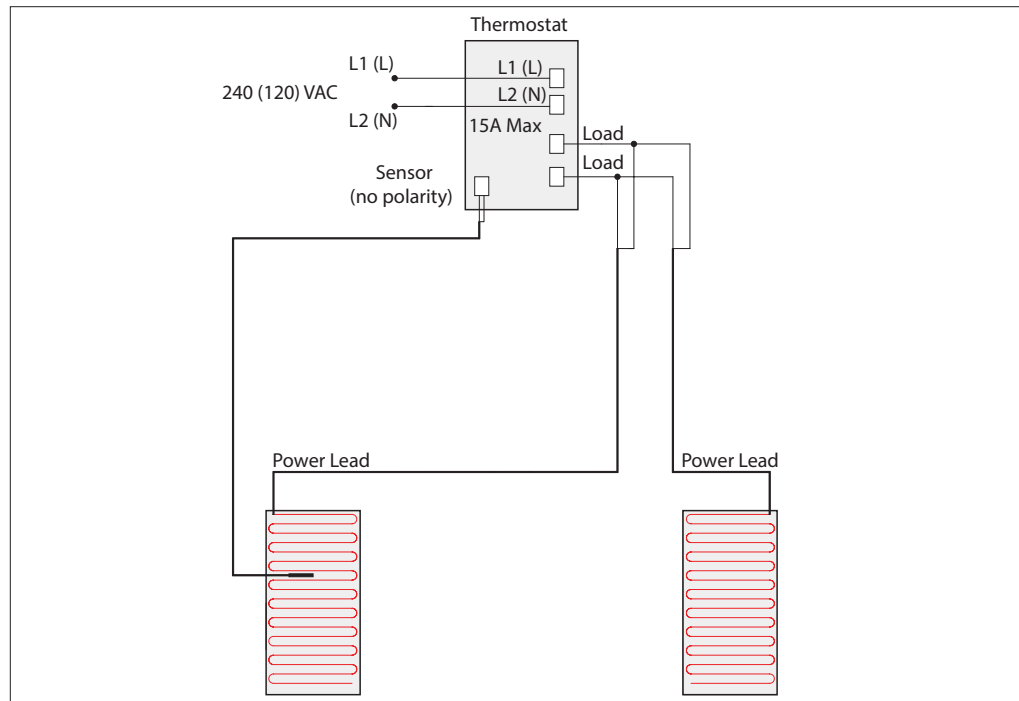 Thermostat
L1 (L)
L1 (L)
240 (120) VAC
L2 (N)
L2 (N)
15A Max
Load
Load
Sensor
(no polarity)
Power Lead
Power Lead